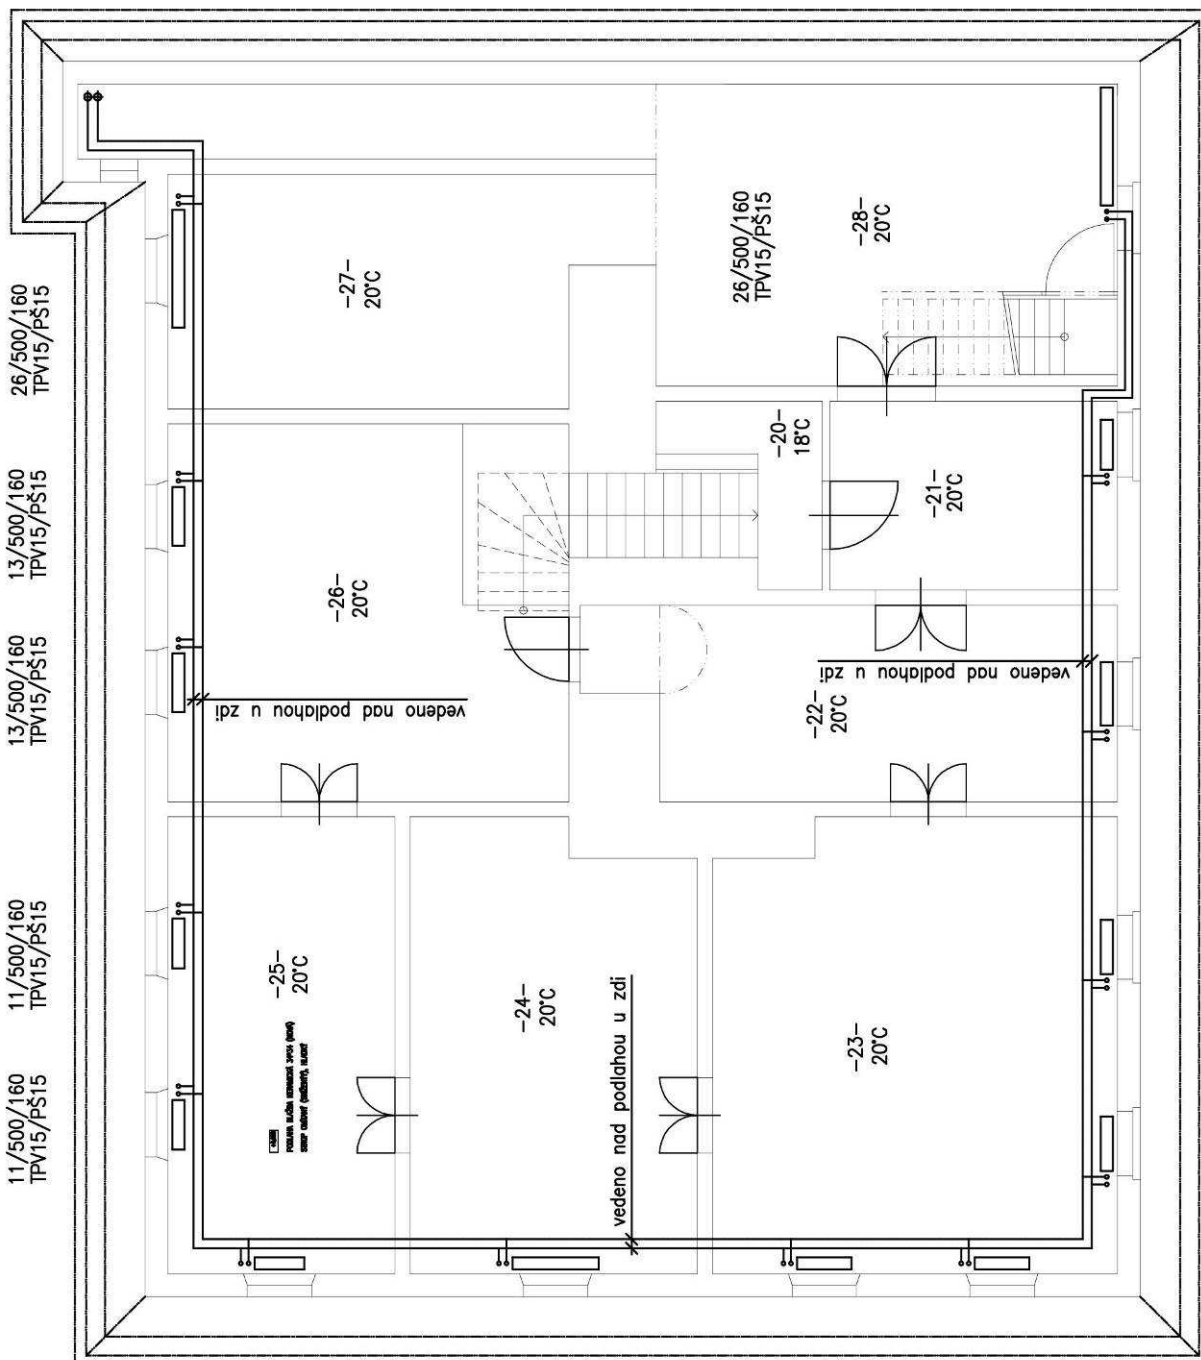 26/500/160
TPV15/PŠ15
13/500/160
TPV15/PŠ15
13/500/160
TPV15/PŠ15
11/500/160
TPV15/PŠ15
11/500/160
TPV15/PŠ15
-27-
20°C
26/500/160
TPV15/PŠ15
-28-
20°C
-20-
18°C
-21-
20°C
-26-
20°C
vedeno nad podlahou u zdi
-22-
20°C
vedeno nad podlahou u zdi
-25-
20°C
-24-
20°C
vedeno nad podlahou u zdi
-23-
20°C